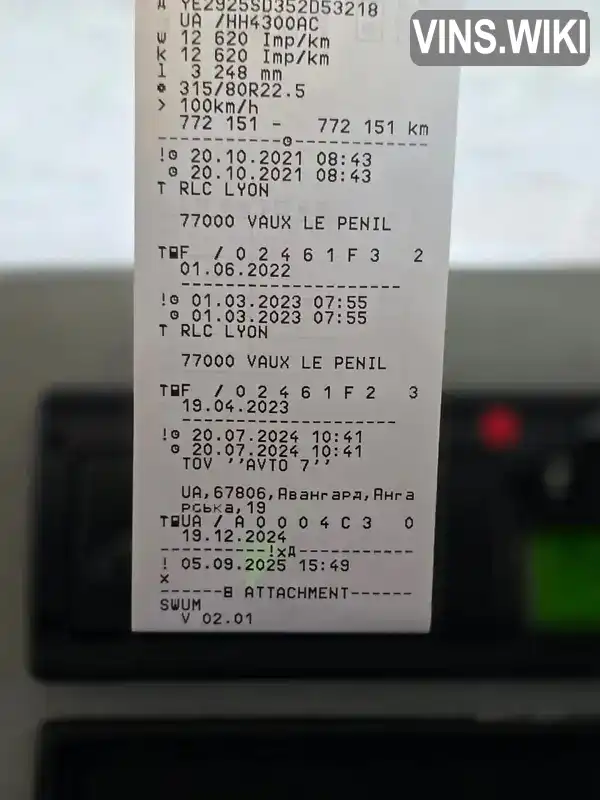 A YE2925SD352D53218
UA /HH4300AC
VINS.WIKI
w 12 620 Imp/km
k 12 620 Imp/km
l 3 248 mm
315/80R22.5
> 100km/h
772 151 - 772 151 km
! 20.10.2021 08:43
20.10.2021 08:43
T RLC LYON
77000 VAUX LE PENIL
T F / 0 2 4 6 1 F 3 2
01.06.2022
! 01.03.2023 07:55
01.03.2023 07:55
T RLC LYON
77000 VAUX LE PENIL
T F / 0 2 4 6 1 F 2 3
19.04.2023
! 20.07.2024 10:41
20.07.2024 10:41
TOV ''AVTO 7''
UA,67806,Авангард,Анга
рська,19
T UA / A 0 0 0 4 C 3 0
19.12.2024
----------!xД-----------
! 05.09.2025 15:49
x
------ ATTACHMENT------
SWUM
V 02.01